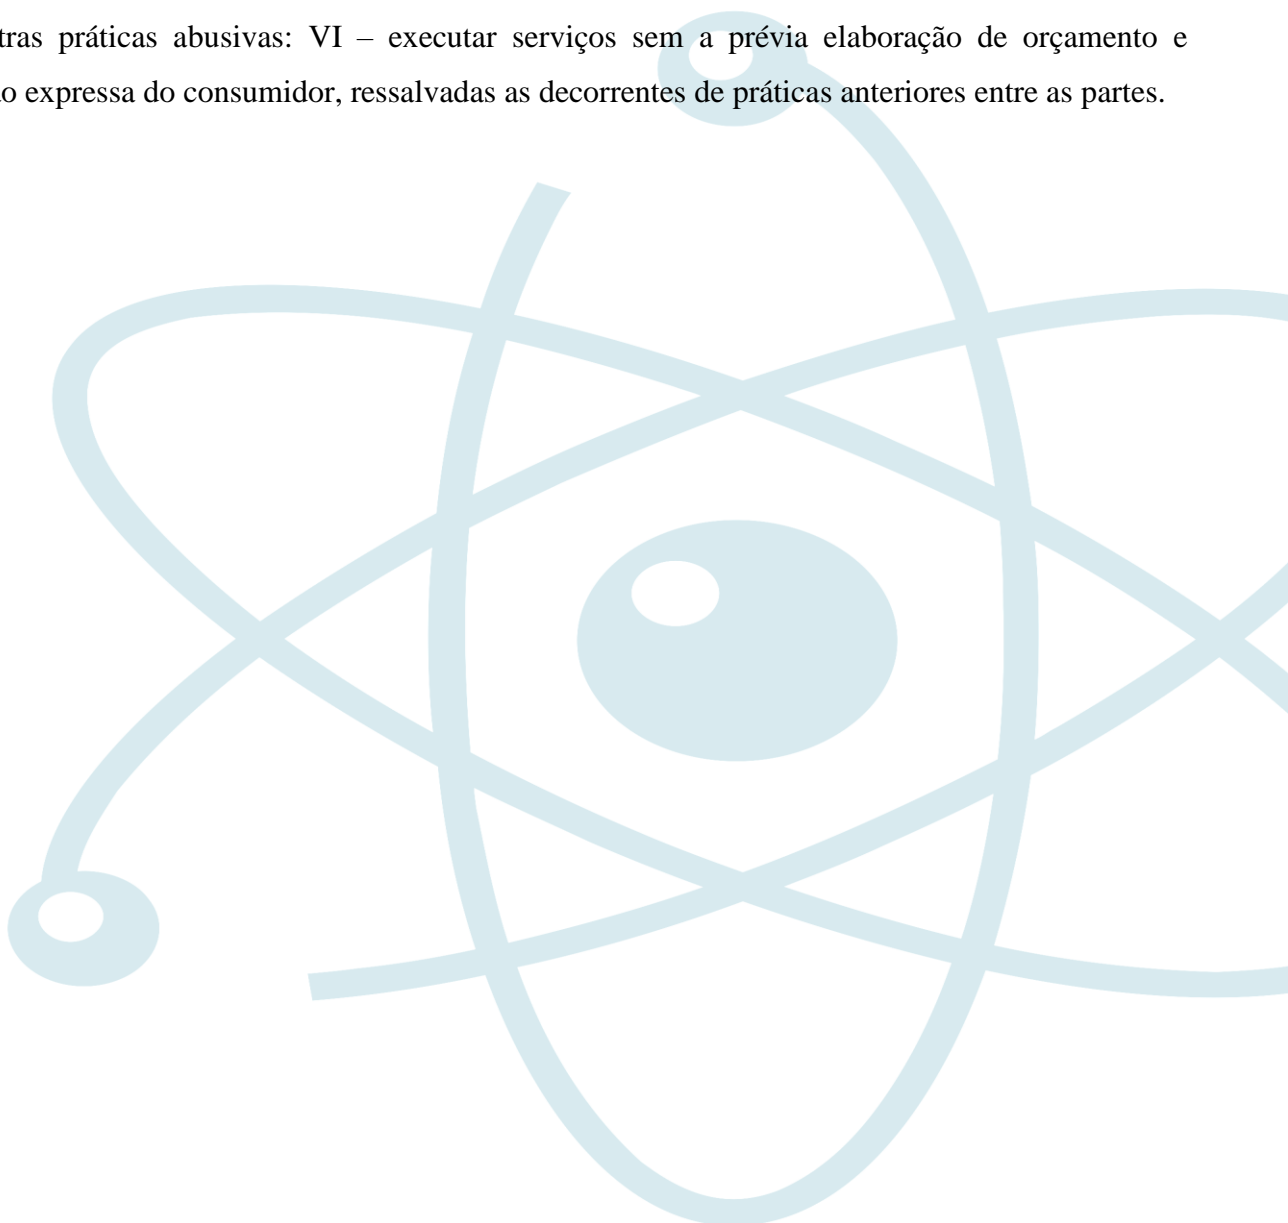 tras práticas abusivas: VI – executar serviços sem a prévia elaboração de orçamento e
o expressa do consumidor, ressalvadas as decorrentes de práticas anteriores entre as partes.